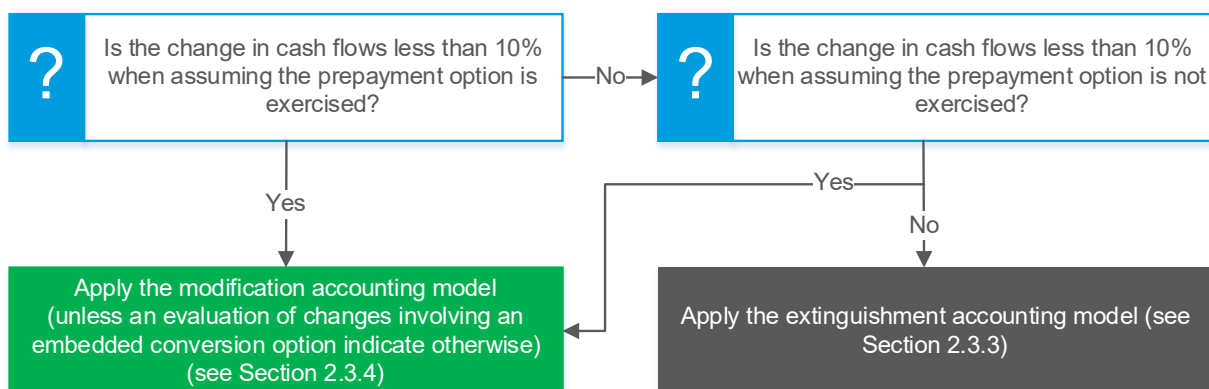 ?
Is the change in cash flows less than 10%
when assuming the prepayment option is
exercised?
No
?
Is the change in cash flows less than 10%
when assuming the prepayment option is not
exercised?
Yes
Yes
No
Apply the modification accounting model
(unless an evaluation of changes involving an
embedded conversion option indicate otherwise)
(see Section 2.3.4)
Apply the extinguishment accounting model (see
Section 2.3.3)